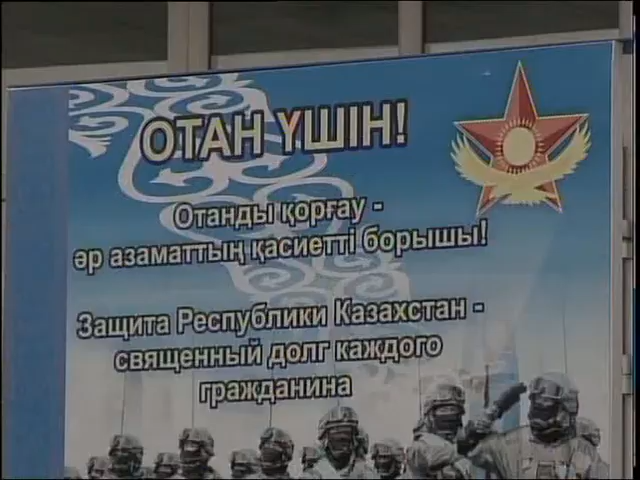 ОТАН ҮШІН!
Отанды қорғау -
әр азаматтың қасиетті борышы!
Защита Республики Казахстан -
священный долг каждого
гражданина